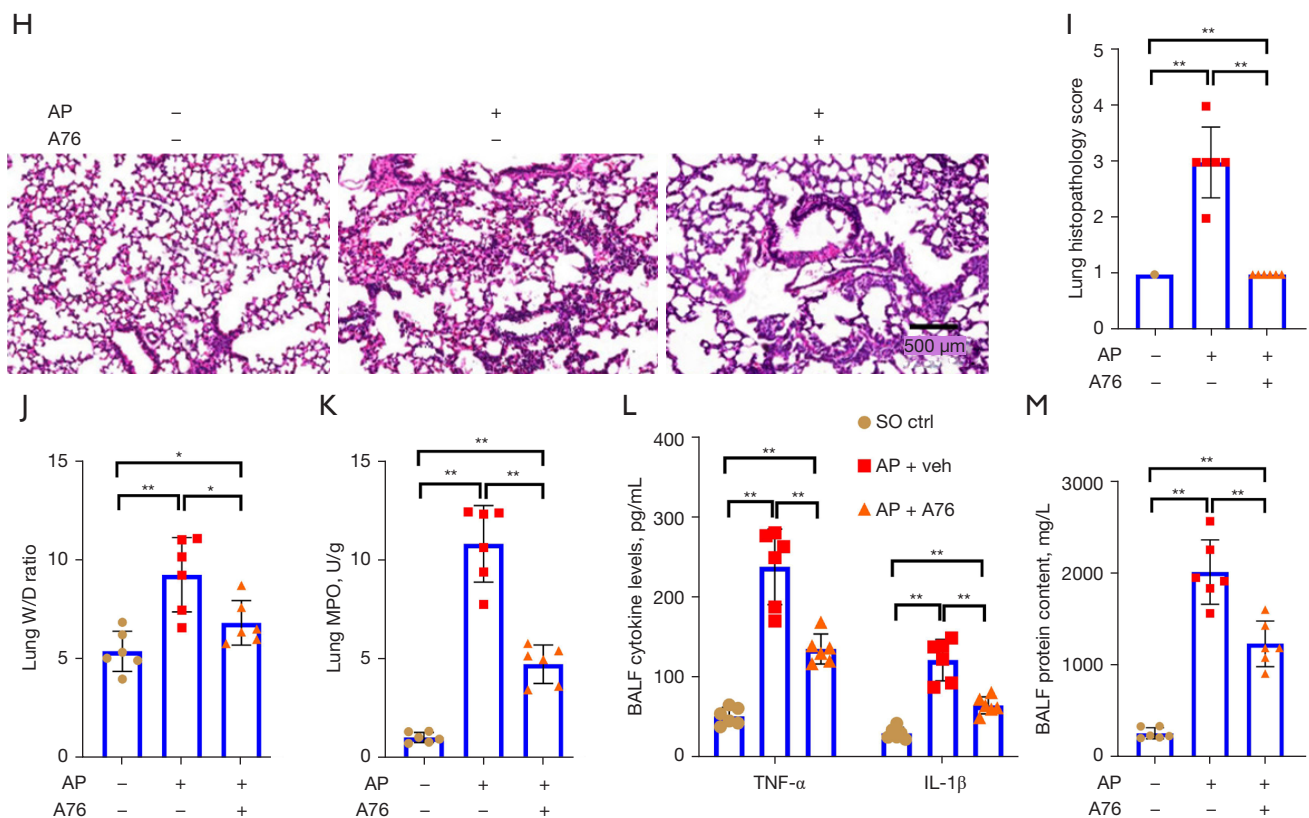 H
AP – + +
A76 – – +
500 µm
I
** 
** **
Lung histopathology score
5
4
3
2
1
0
AP – + +
A76 – – +
J
*
** *
Lung W/D ratio
15
10
5
0
AP – + +
A76 – – +
K
**
** **
Lung MPO, U/g
15
10
5
0
AP – + +
A76 – – +
L
SO ctrl
AP + veh
AP + A76
**
** **
**
** **
BALF cytokine levels, pg/mL
400
300
200
100
0
TNF-α IL-1β
M
**
** **
BALF protein content, mg/L
3000
2000
1000
0
AP – + +
A76 – – +